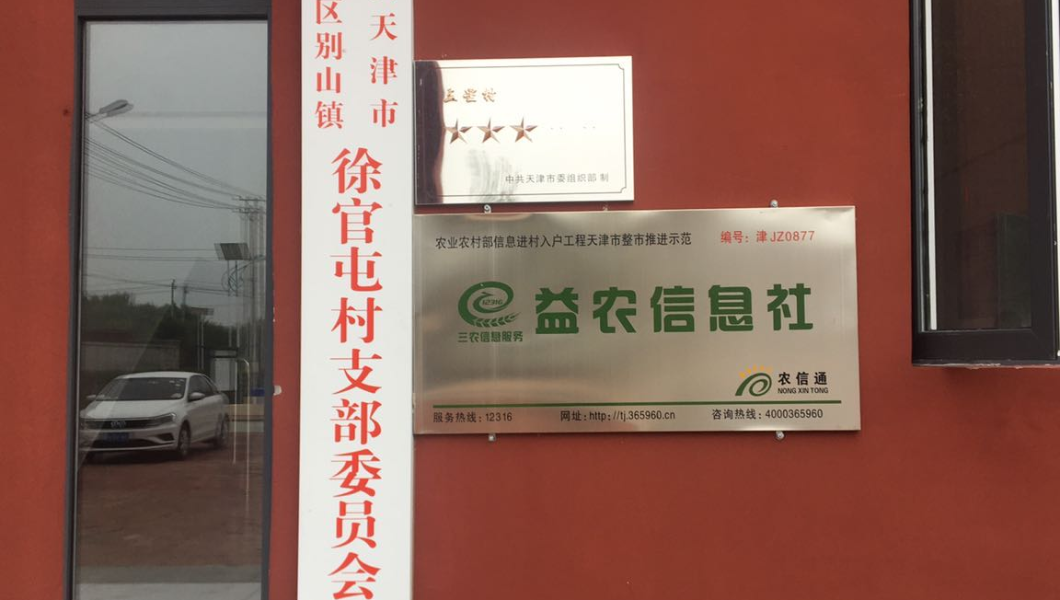 天津市
区别山镇
徐官屯村支部委员会
五星村
中共天津市委组织部 制
农业农村部信息进村入户工程天津市整市推进示范
编号：津JZ0877
12316
三农信息服务
益农信息社
农信通
NONG XIN TONG
服务热线：12316
网址：http://tj.365960.cn
咨询热线：4000365960